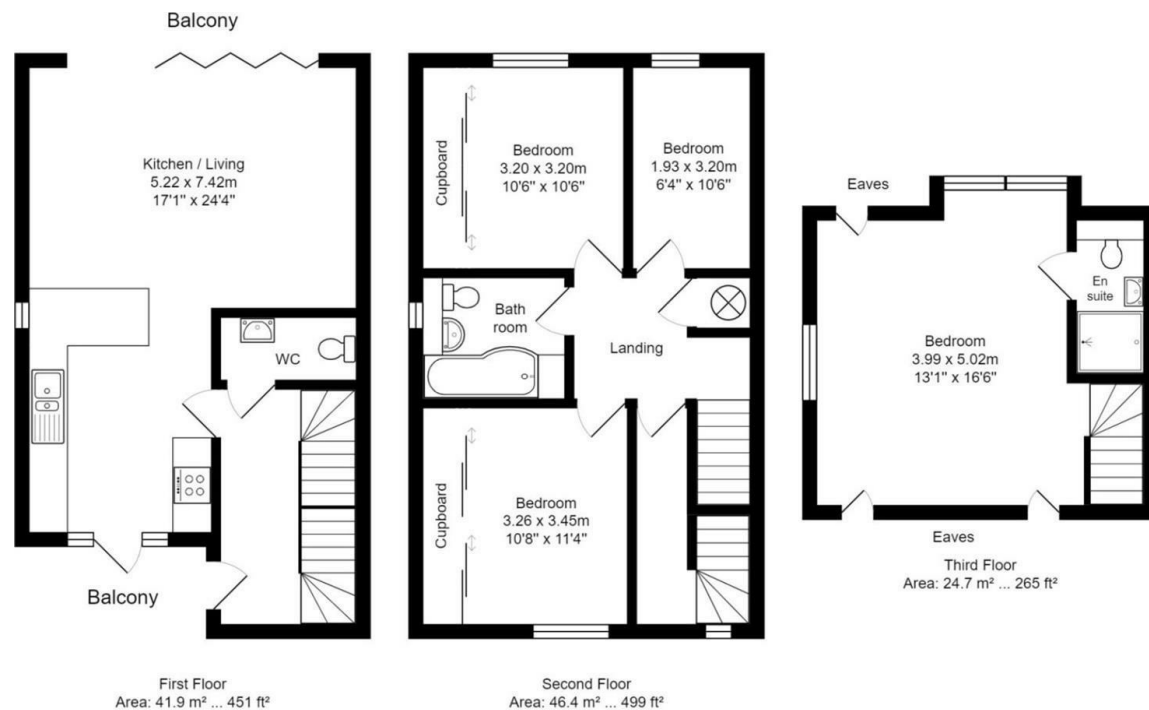 Balcony
Kitchen / Living
5.22 x 7.42m
17'1" x 24'4"
WC
Balcony
First Floor
Area: 41.9 m² ... 451 ft²
Cupboard
Bedroom
3.20 x 3.20m
10'6" x 10'6"
Bedroom
1.93 x 3.20m
6'4" x 10'6"
Bath
room
Landing
Cupboard
Bedroom
3.26 x 3.45m
10'8" x 11'4"
Second Floor
Area: 46.4 m² ... 499 ft²
Eaves
En
suite
Bedroom
3.99 x 5.02m
13'1" x 16'6"
Eaves
Third Floor
Area: 24.7 m² ... 265 ft²